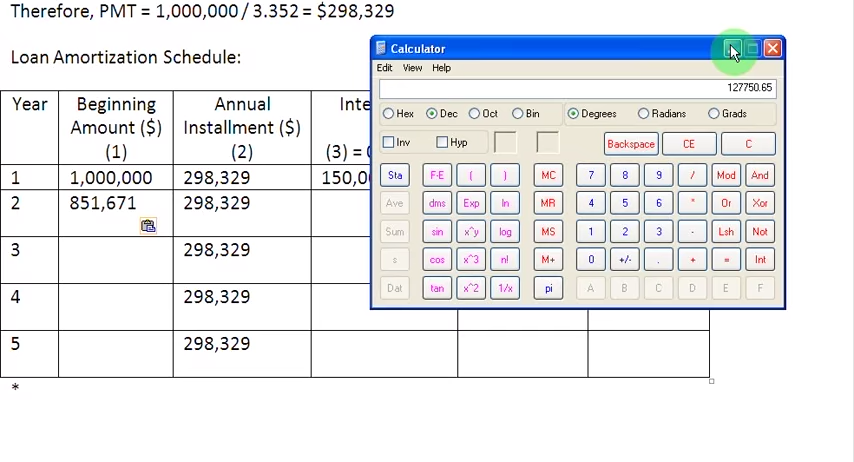 Therefore, PMT = 1,000,000 / 3.352 = $298,329
Loan Amortization Schedule:
Year Beginning Amount ($) (1) Annual Installment ($) (2) Inte (3) =
1 1,000,000 298,329 150,0
2 851,671 298,329
3 298,329
4 298,329
5 298,329
*
Calculator
Edit View Help
127750.65
Hex Dec Oct Bin Degrees Radians Grads
Inv Hyp Backspace CE C
Sta F-E ( ) MC 7 8 9 / Mod And
Ave dms Exp ln MR 4 5 6 * Or Xor
Sum sin x^y log MS 1 2 3 - Lsh Not
s cos x^3 n! M+ 0 +/- . + = Int
Dat tan x^2 1/x pi A B C D E F